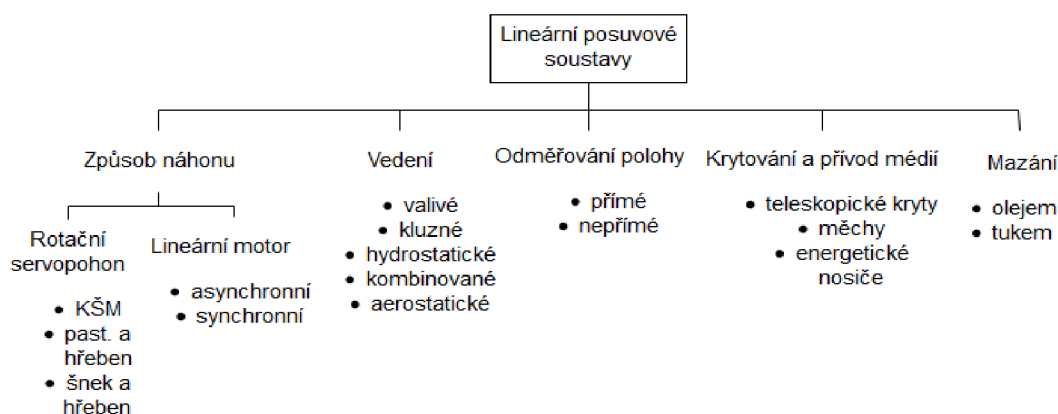 Lineární posuvové
soustavy
Způsob náhonu
Vedení
Odměřování polohy
Krytování a přívod médií
Mazání
Rotační
servopohon
• KŠM
• past. a
hřeben
• šnek a
hřeben
Lineární motor
• asynchronní
• synchronní
• valivé
• kluzné
• hydrostatické
• kombinované
• aerostatické
• přímé
• nepřímé
• teleskopické kryty
• měchy
• energetické
nosiče
• olejem
• tukem